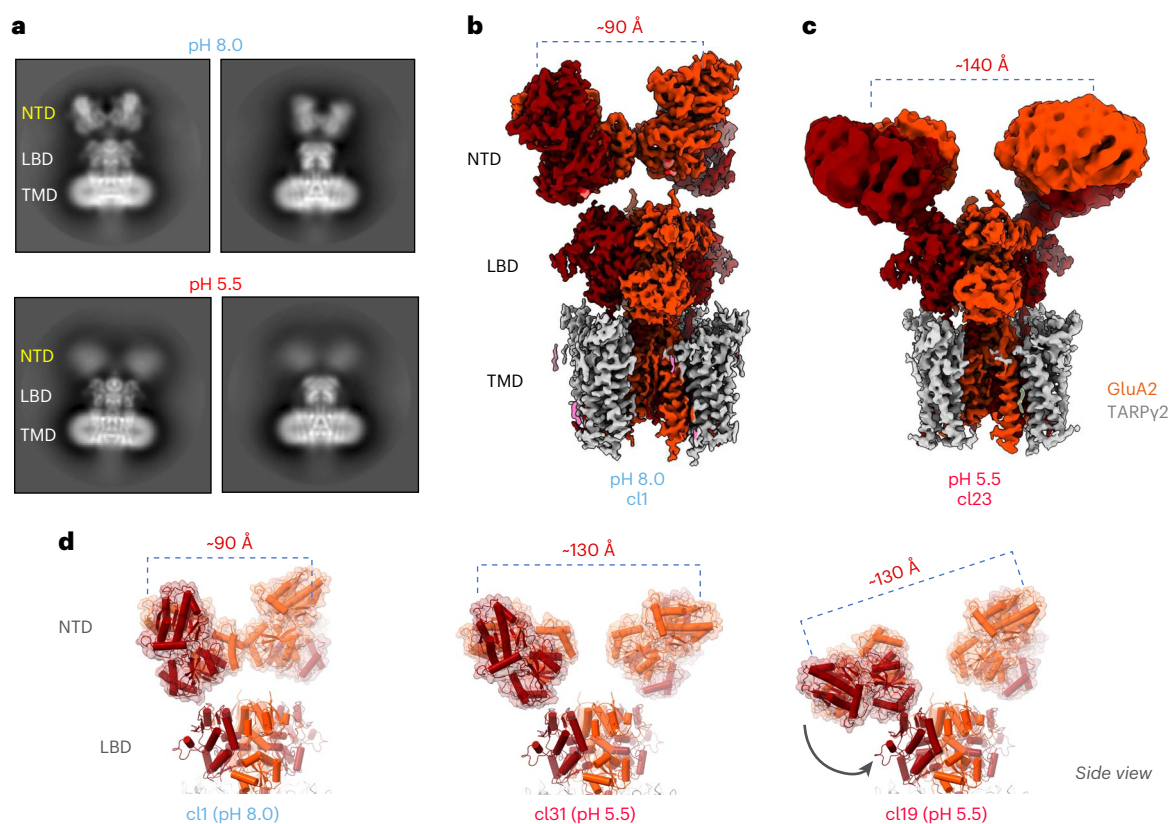 a
pH 8.0
NTD
LBD
TMD
pH 5.5
NTD
LBD
TMD
b
~90 Å
NTD
LBD
TMD
pH 8.0
cl1
c
~140 Å
GluA2
TARPγ2
pH 5.5
cl23
d
~90 Å
~130 Å
~130 Å
NTD
LBD
Side view
cl1 (pH 8.0)
cl31 (pH 5.5)
cl19 (pH 5.5)